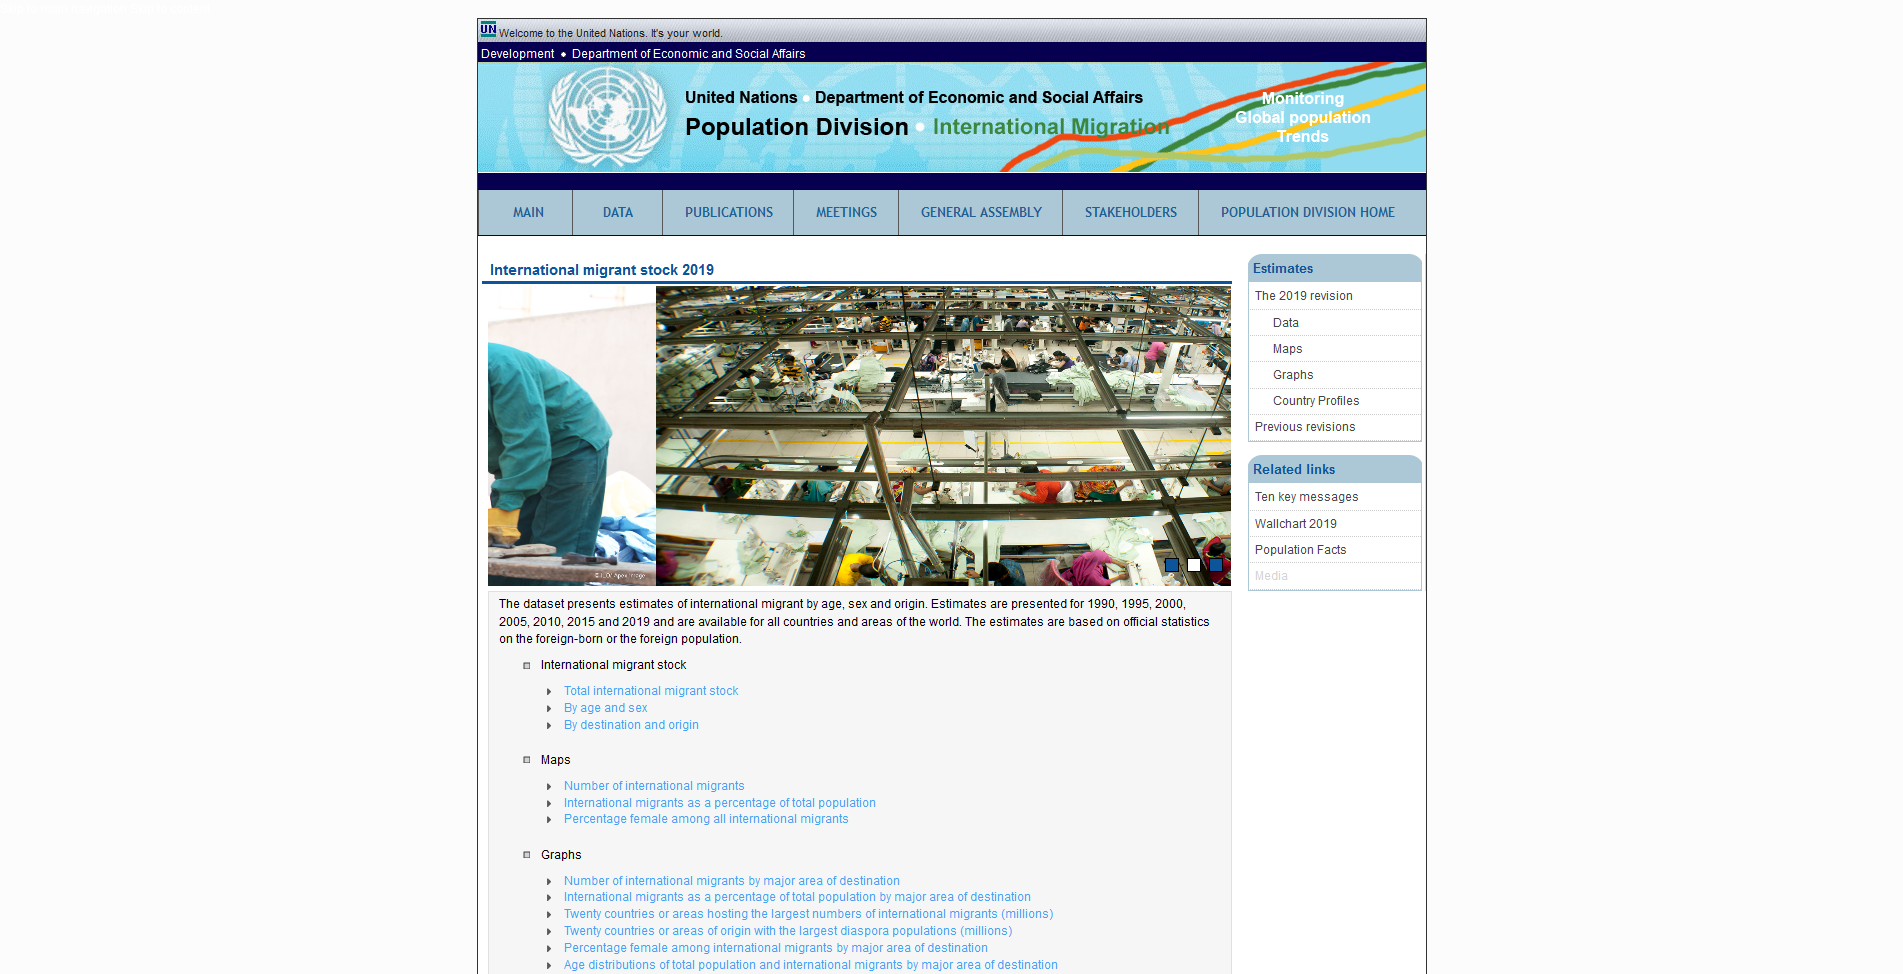 UN Welcome to the United Nations. It's your world.
Development • Department of Economic and Social Affairs
United Nations • Department of Economic and Social Affairs
Population Division • International Migration
Monitoring
Global population
Trends
MAIN
DATA
PUBLICATIONS
MEETINGS
GENERAL ASSEMBLY
STAKEHOLDERS
POPULATION DIVISION HOME
International migrant stock 2019
© ILO/ Apex Image
The dataset presents estimates of international migrant by age, sex and origin. Estimates are presented for 1990, 1995, 2000,
2005, 2010, 2015 and 2019 and are available for all countries and areas of the world. The estimates are based on official statistics
on the foreign-born or the foreign population.
International migrant stock
Total international migrant stock
By age and sex
By destination and origin
Maps
Number of international migrants
International migrants as a percentage of total population
Percentage female among all international migrants
Graphs
Number of international migrants by major area of destination
International migrants as a percentage of total population by major area of destination
Twenty countries or areas hosting the largest numbers of international migrants (millions)
Twenty countries or areas of origin with the largest diaspora populations (millions)
Percentage female among international migrants by major area of destination
Age distributions of total population and international migrants by major area of destination
Estimates
The 2019 revision
Data
Maps
Graphs
Country Profiles
Previous revisions
Related links
Ten key messages
Wallchart 2019
Population Facts
Media